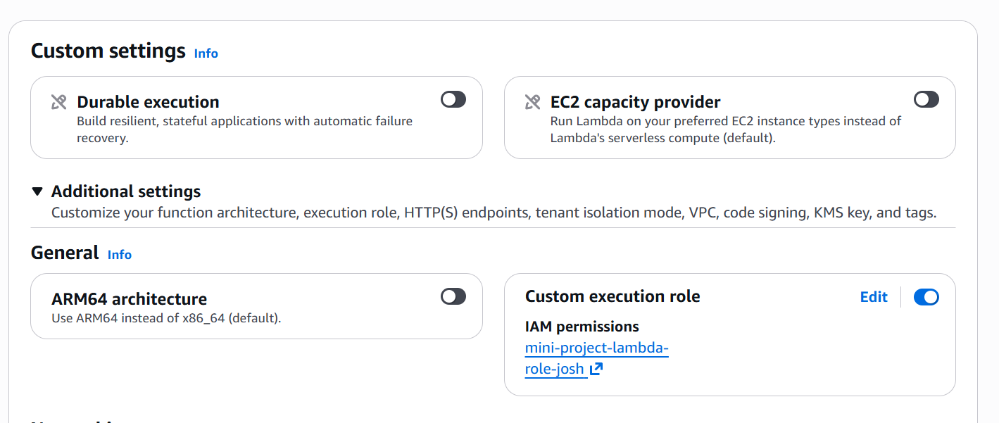 Custom settings Info
Durable execution
Build resilient, stateful applications with automatic failure
recovery.
EC2 capacity provider
Run Lambda on your preferred EC2 instance types instead of
Lambda's serverless compute (default).
Additional settings
Customize your function architecture, execution role, HTTP(S) endpoints, tenant isolation mode, VPC, code signing, KMS key, and tags.
General Info
ARM64 architecture
Use ARM64 instead of x86_64 (default).
Custom execution role Edit
IAM permissions
mini-project-lambda-
role-josh